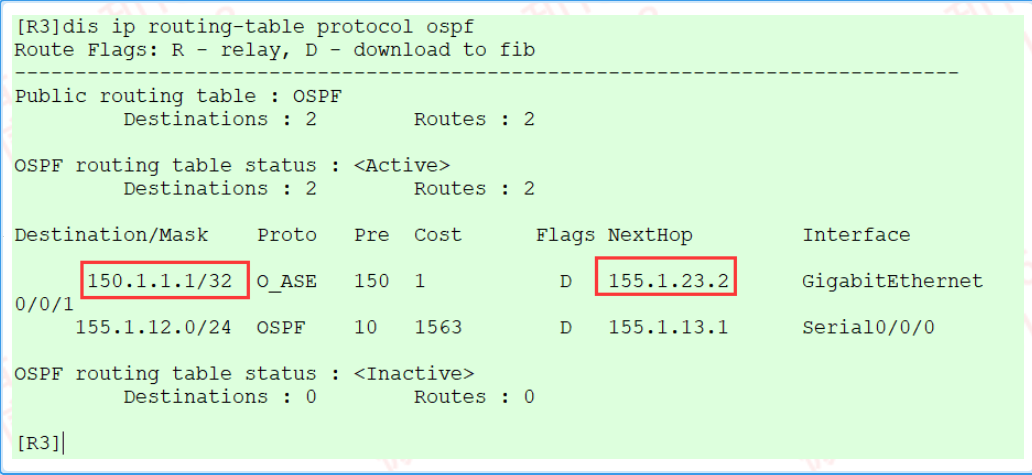 [R3]dis ip routing-table protocol ospf
Route Flags: R - relay, D - download to fib
------------------------------------------------------------------------------
Public routing table : OSPF
         Destinations : 2        Routes : 2

OSPF routing table status : <Active>
         Destinations : 2        Routes : 2

Destination/Mask    Proto   Pre  Cost        Flags NextHop         Interface

      150.1.1.1/32  O_ASE   150  1             D   155.1.23.2      GigabitEthernet
0/0/1
     155.1.12.0/24  OSPF    10   1563          D   155.1.13.1      Serial0/0/0

OSPF routing table status : <Inactive>
         Destinations : 0        Routes : 0

[R3]